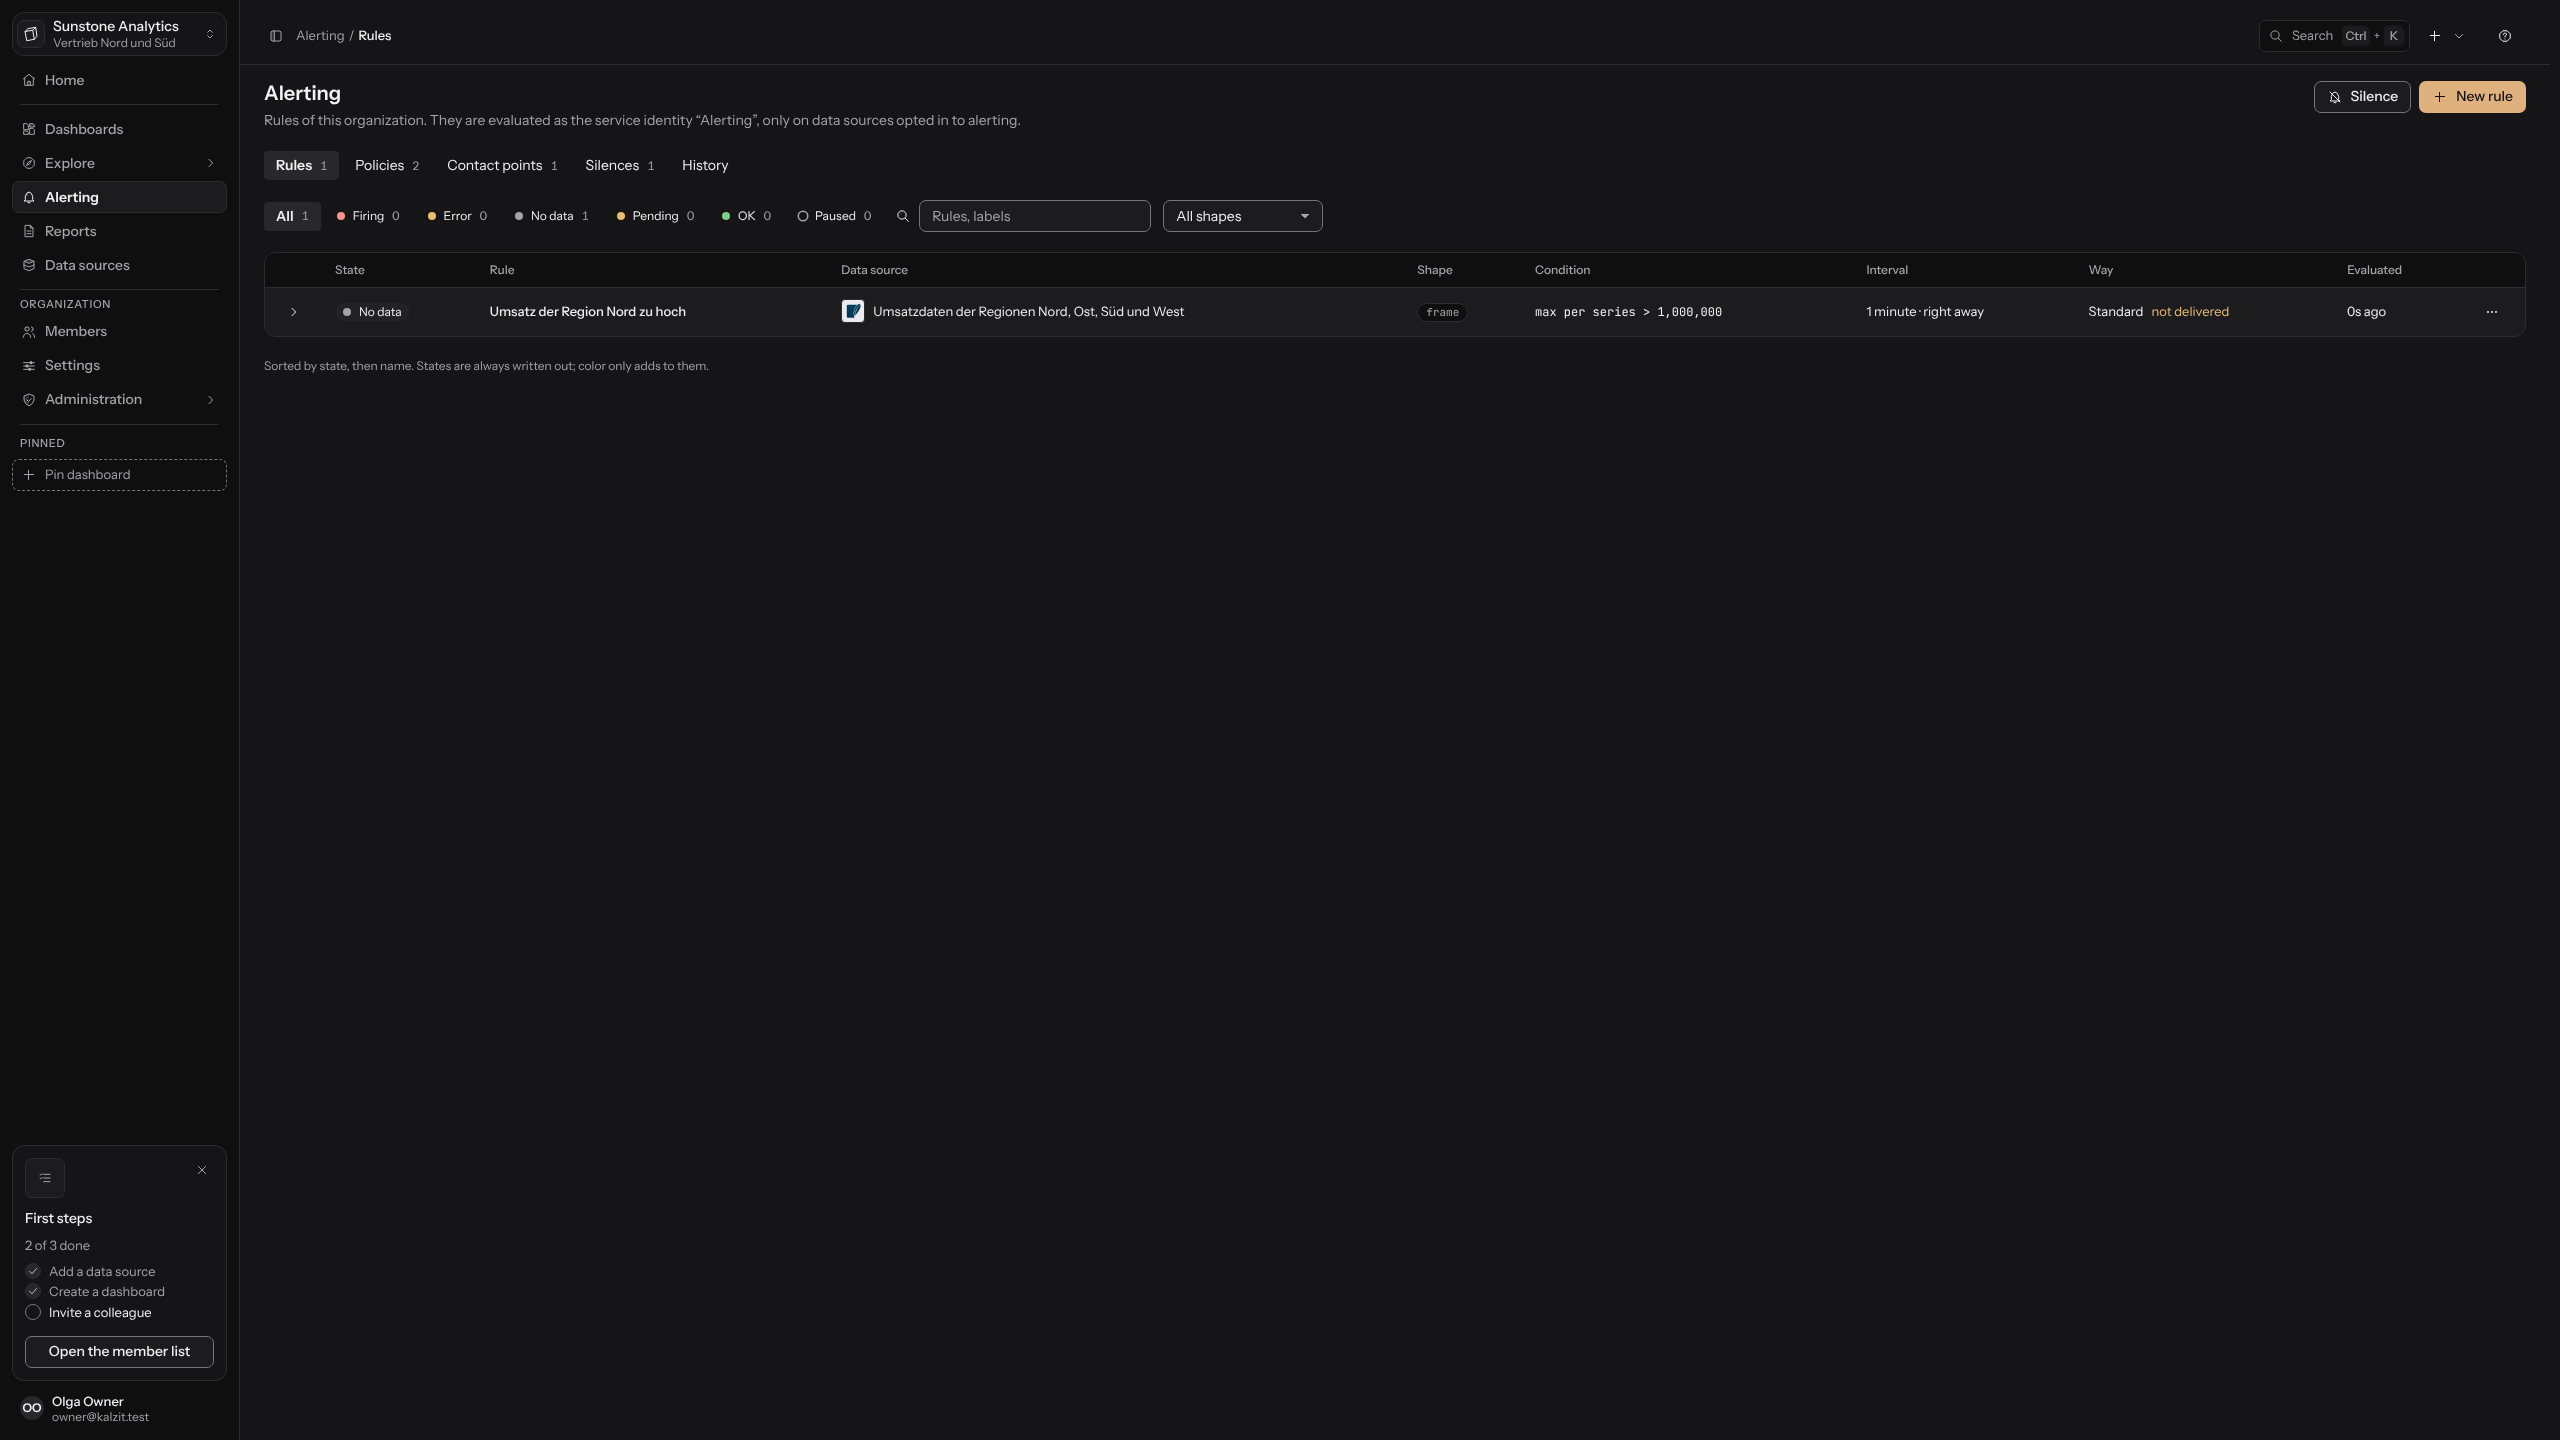 Sunstone Analytics
Vertrieb Nord und Süd
Home
Dashboards
Explore
Alerting
Reports
Data sources
ORGANIZATION
Members
Settings
Administration
PINNED
Pin dashboard
First steps
2 of 3 done
Add a data source
Create a dashboard
Invite a colleague
Open the member list
OO Olga Owner
owner@kalzit.test
Alerting / Rules
Search Ctrl + K
Alerting
Rules of this organization. They are evaluated as the service identity “Alerting”, only on data sources opted in to alerting.
Silence
New rule
Rules 1 Policies 2 Contact points 1 Silences 1 History
All 1 Firing 0 Error 0 No data 1 Pending 0 OK 0 Paused 0 Rules, labels All shapes
State Rule Data source Shape Condition Interval Way Evaluated
No data Umsatz der Region Nord zu hoch Umsatzdaten der Regionen Nord, Ost, Süd und West frame max per series > 1,000,000 1 minute · right away Standard not delivered 0s ago
Sorted by state, then name. States are always written out; color only adds to them.